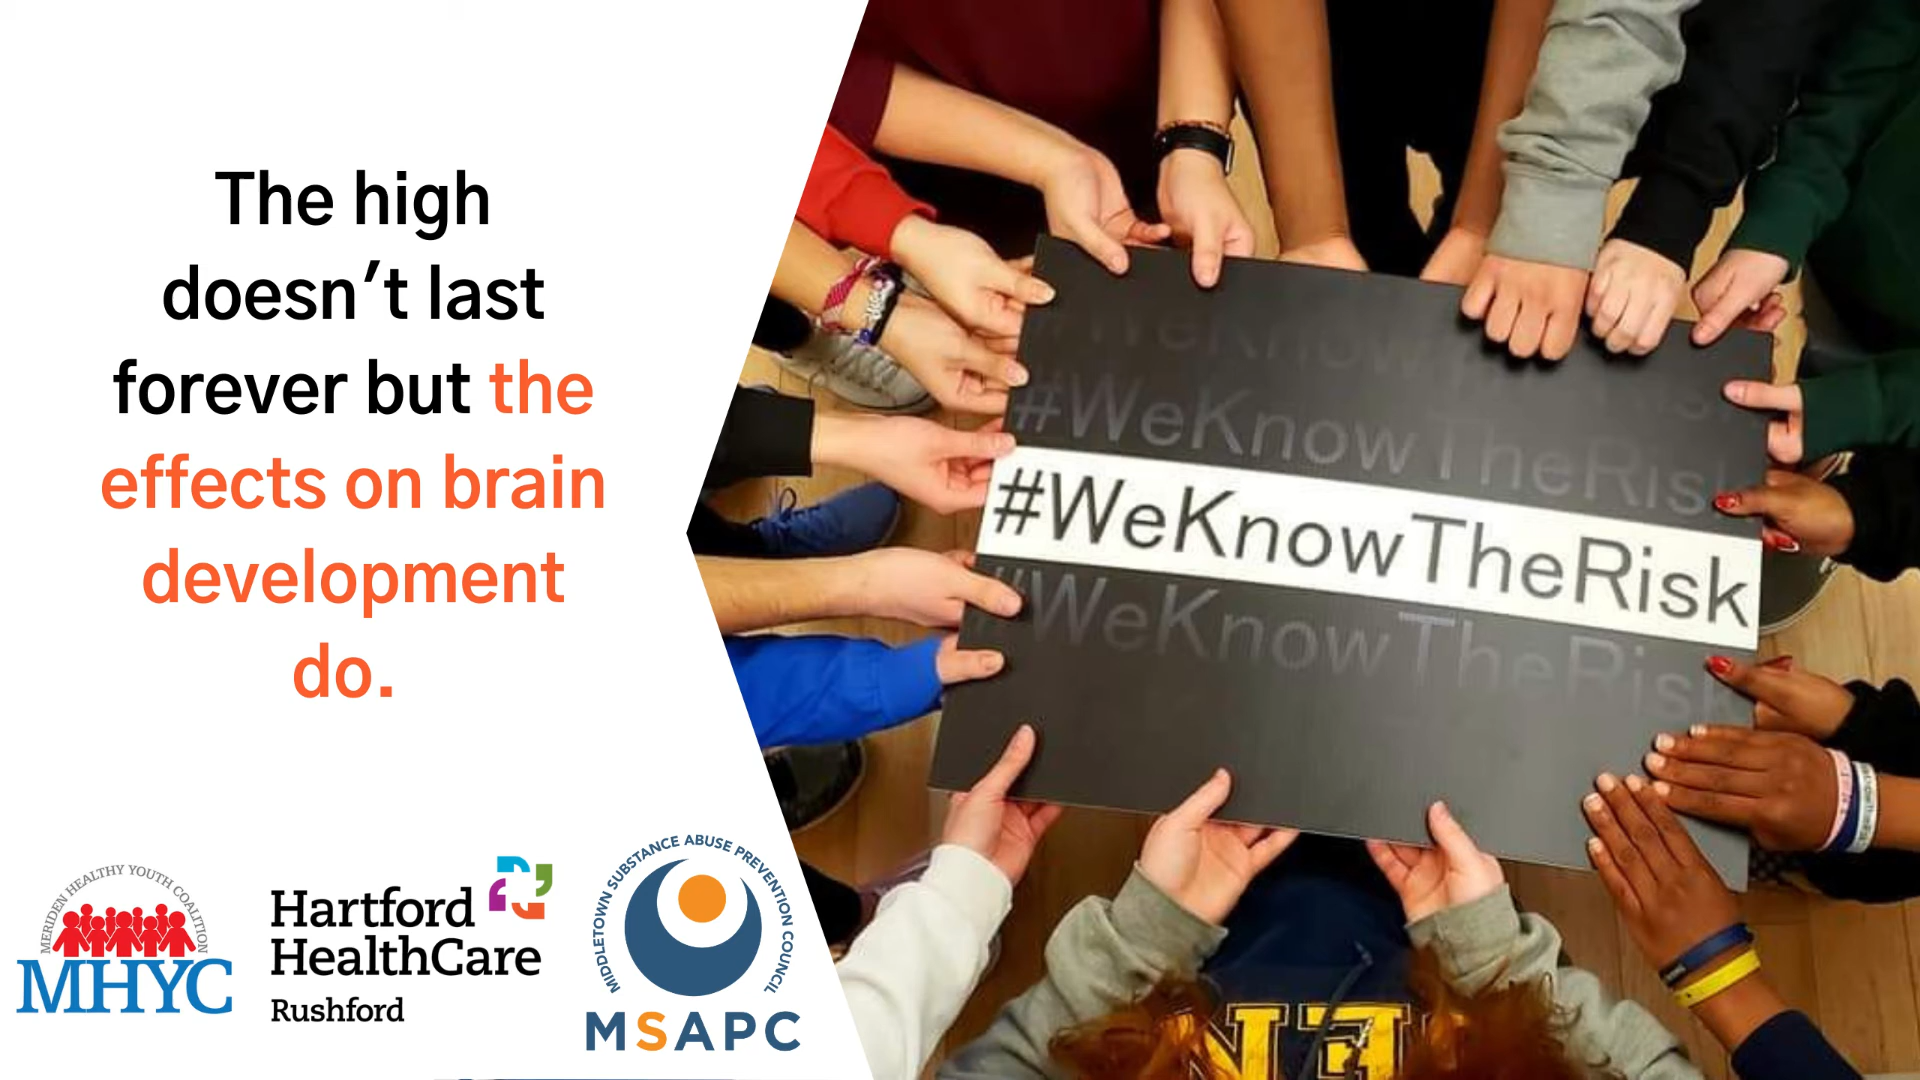 The high
doesn't last
forever but the
effects on brain
development
do.
MERIDEN HEALTHY YOUTH COALITION
MHYC
Hartford
HealthCare
Rushford
MIDDLETOWN SUBSTANCE ABUSE PREVENTION COUNCIL
MSAPC
#WeKnowTheRisk
#WeKnowTheRisk
#WeKnowTheRisk
#WeKnowTheRisk